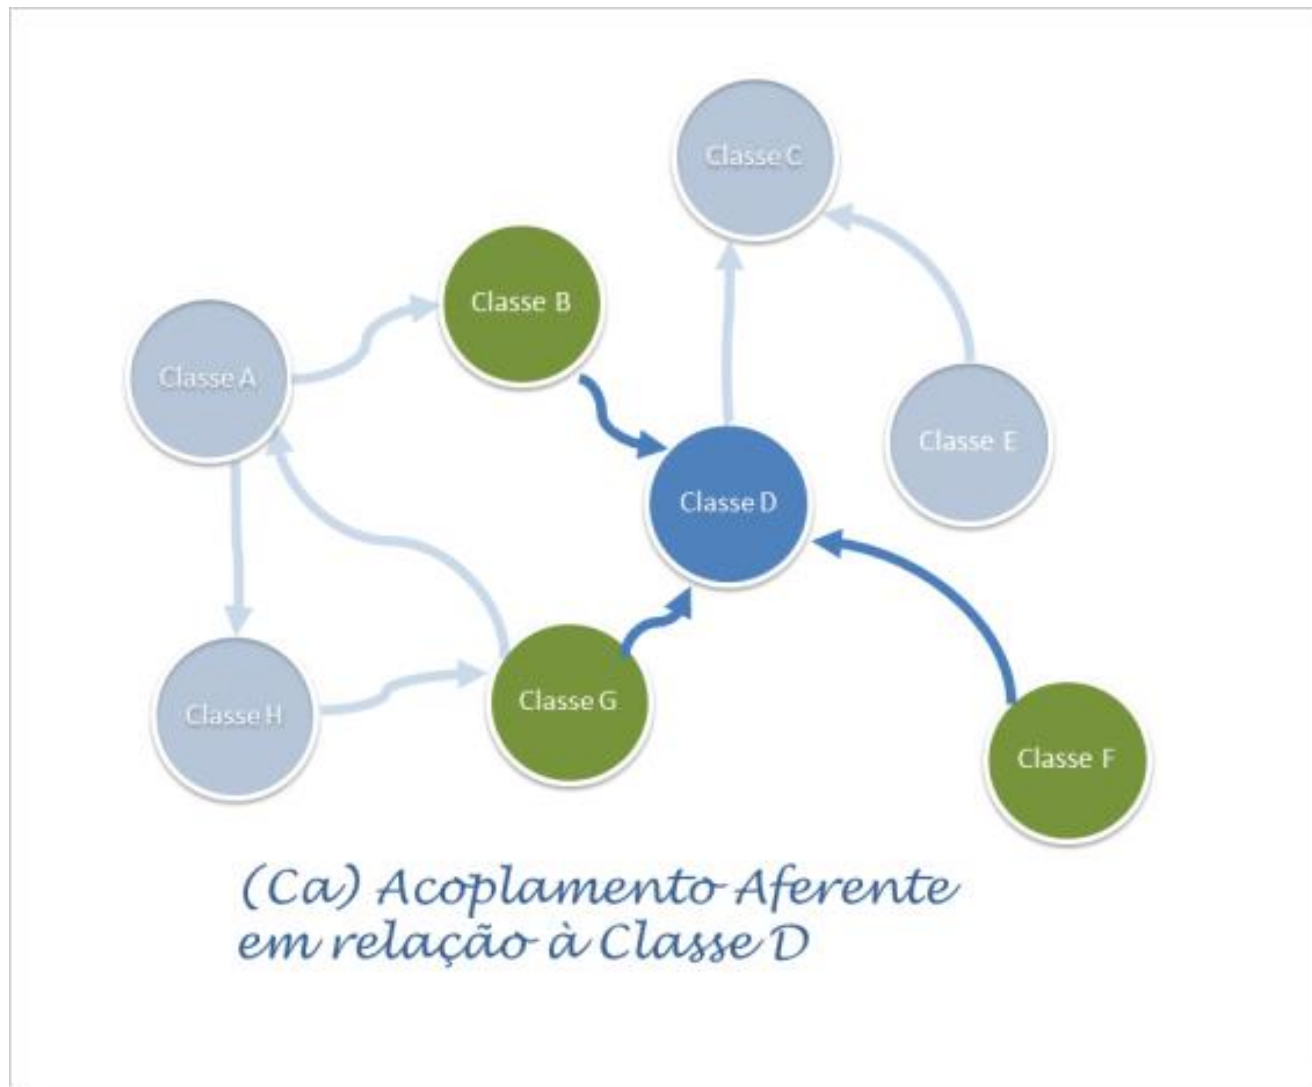 Classe C
Classe B
Classe A
Classe E
Classe D
Classe G
Classe H
Classe F
(Ca) Acoplamento Aferente
em relação à Classe D